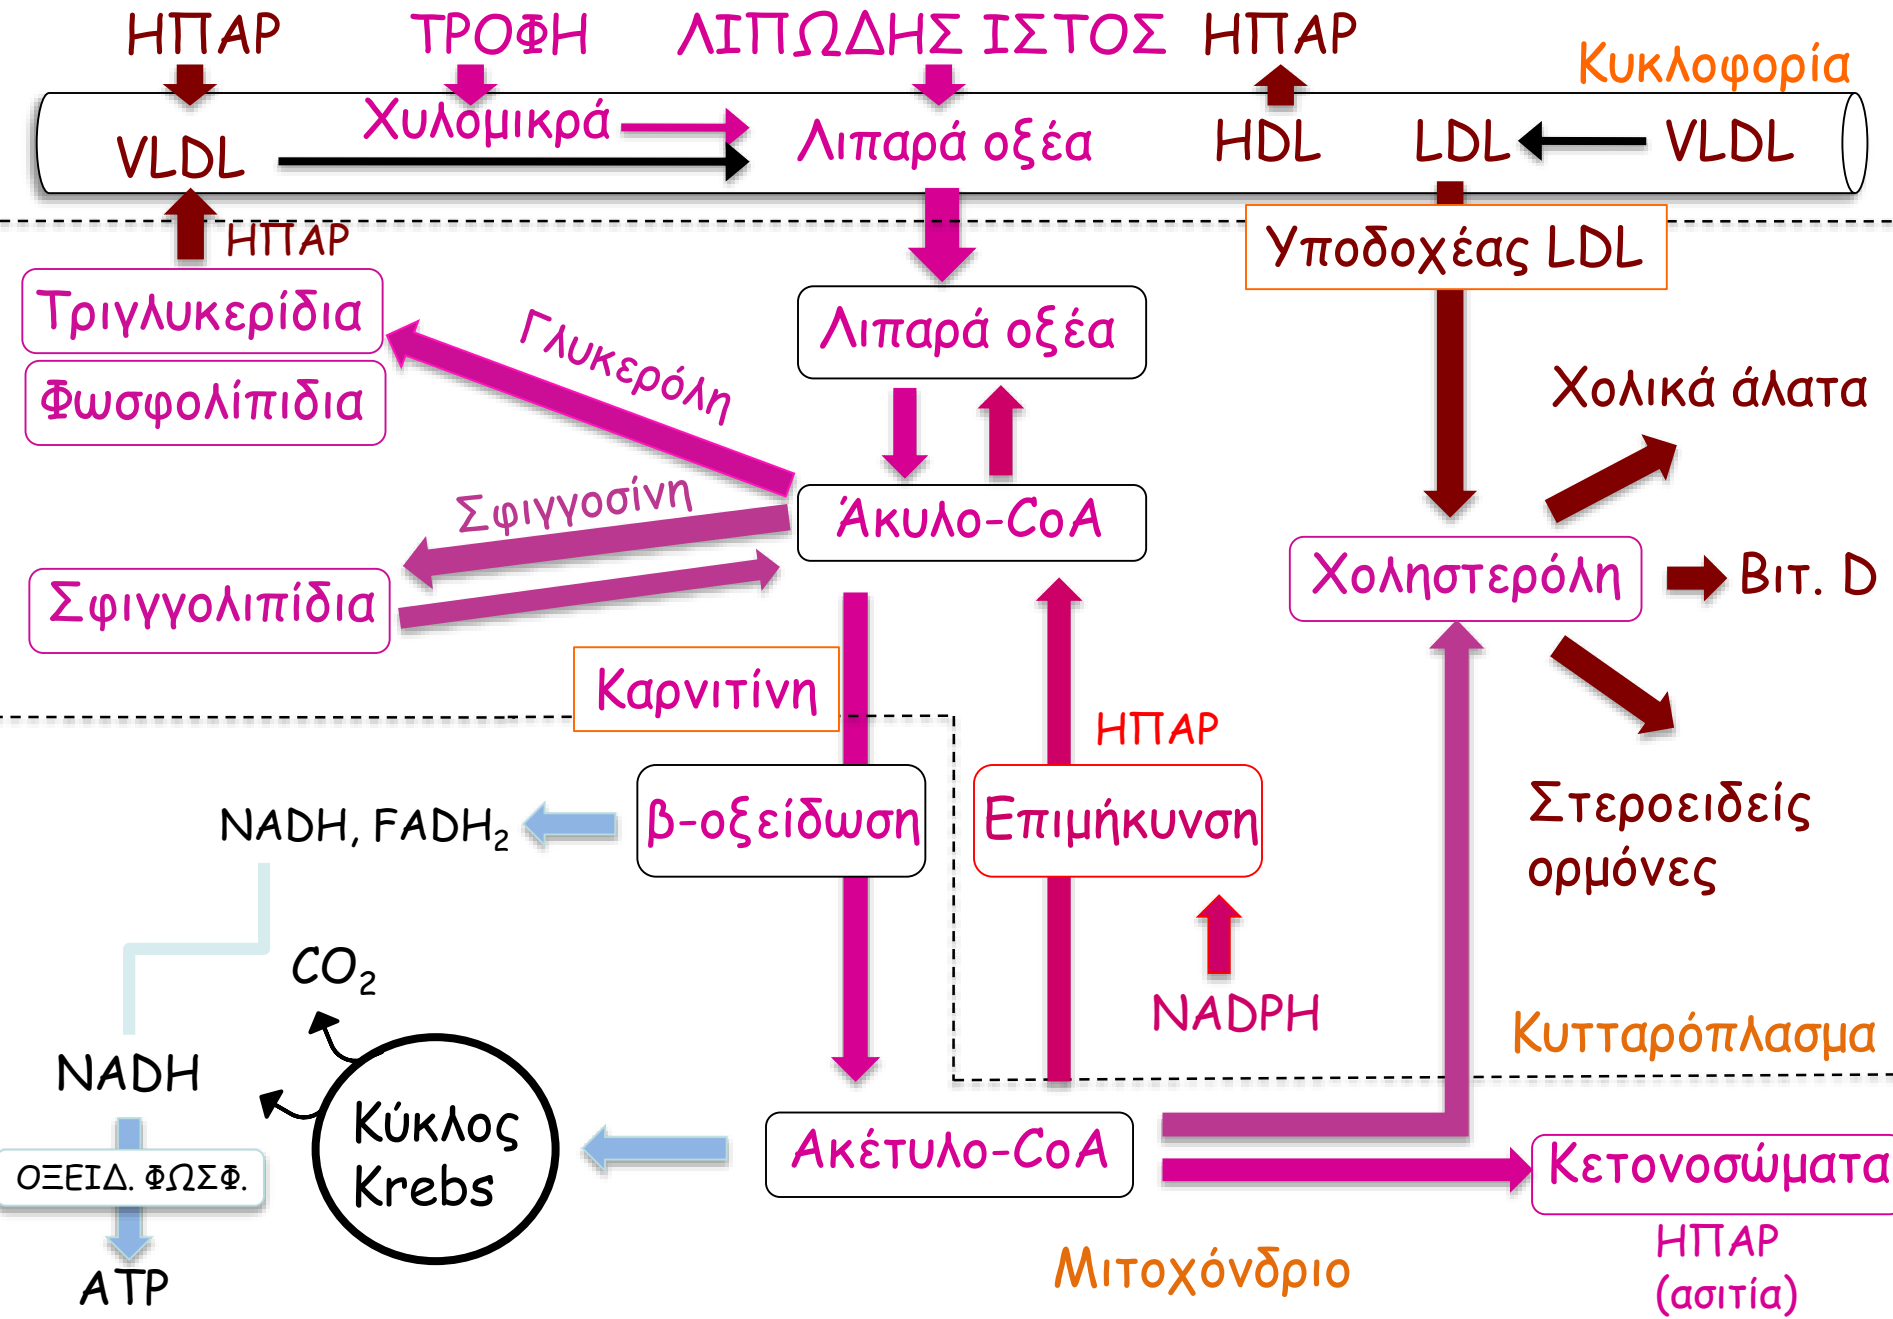 ΗΠΑΡ
ΤΡΟΦΗ
ΛΙΠΩΔΗΣ ΙΣΤΟΣ
ΗΠΑΡ
Κυκλοφορία
VLDL
Χυλομικρά
Λιπαρά οξέα
HDL
LDL
VLDL
ΗΠΑΡ
Υποδοχέας LDL
Τριγλυκερίδια
Γλυκερόλη
Λιπαρά οξέα
Φωσφολίπιδια
Χολικά άλατα
Σφιγγοσίνη
Άκυλο-CoA
Σφιγγολιπίδια
Χοληστερόλη
Βιτ. D
Καρνιτίνη
ΗΠΑΡ
NADH, FADH2
β-οξείδωση
Επιμήκυνση
Στεροειδείς
ορμόνες
CO2
NADPH
Κυτταρόπλασμα
NADH
Κύκλος
Krebs
Ακέτυλο-CoA
Κετονοσώματα
ΟΞΕΙΔ. ΦΩΣΦ.
ΗΠΑΡ
(ασιτία)
Μιτοχόνδριο
ATP